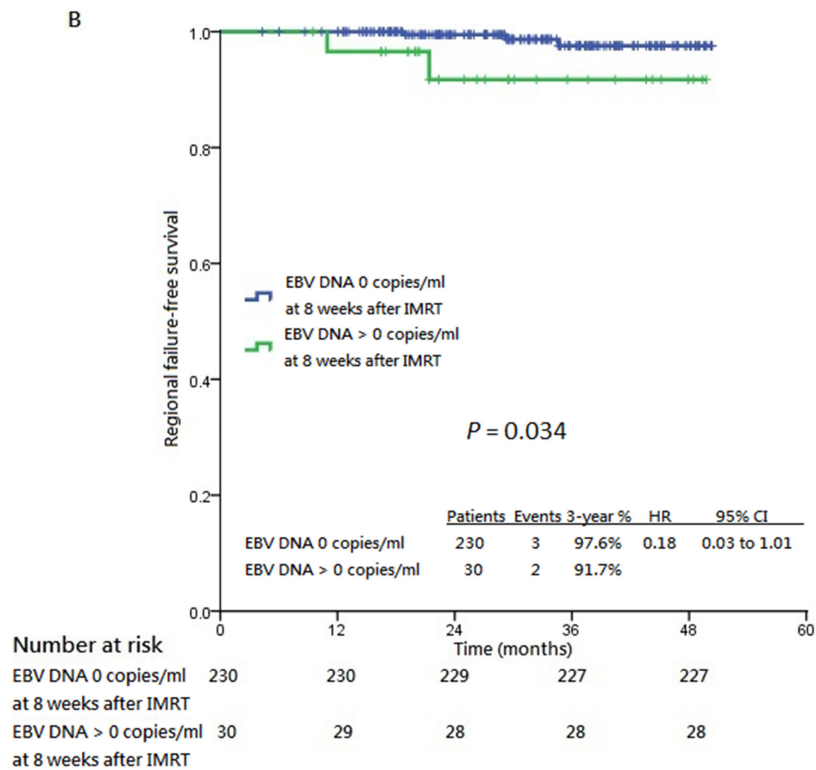 B
1.0
0.8
0.6
0.4
0.2
0.0
Regional failure-free survival
EBV DNA 0 copies/ml
at 8 weeks after IMRT
EBV DNA > 0 copies/ml
at 8 weeks after IMRT
P = 0.034
Patients Events 3-year % HR 95% CI
EBV DNA 0 copies/ml 230 3 97.6% 0.18 0.03 to 1.01
EBV DNA > 0 copies/ml 30 2 91.7%
0 12 24 36 48 60
Time (months)
Number at risk
EBV DNA 0 copies/ml 230 230 229 227 227
at 8 weeks after IMRT
EBV DNA > 0 copies/ml 30 29 28 28 28
at 8 weeks after IMRT